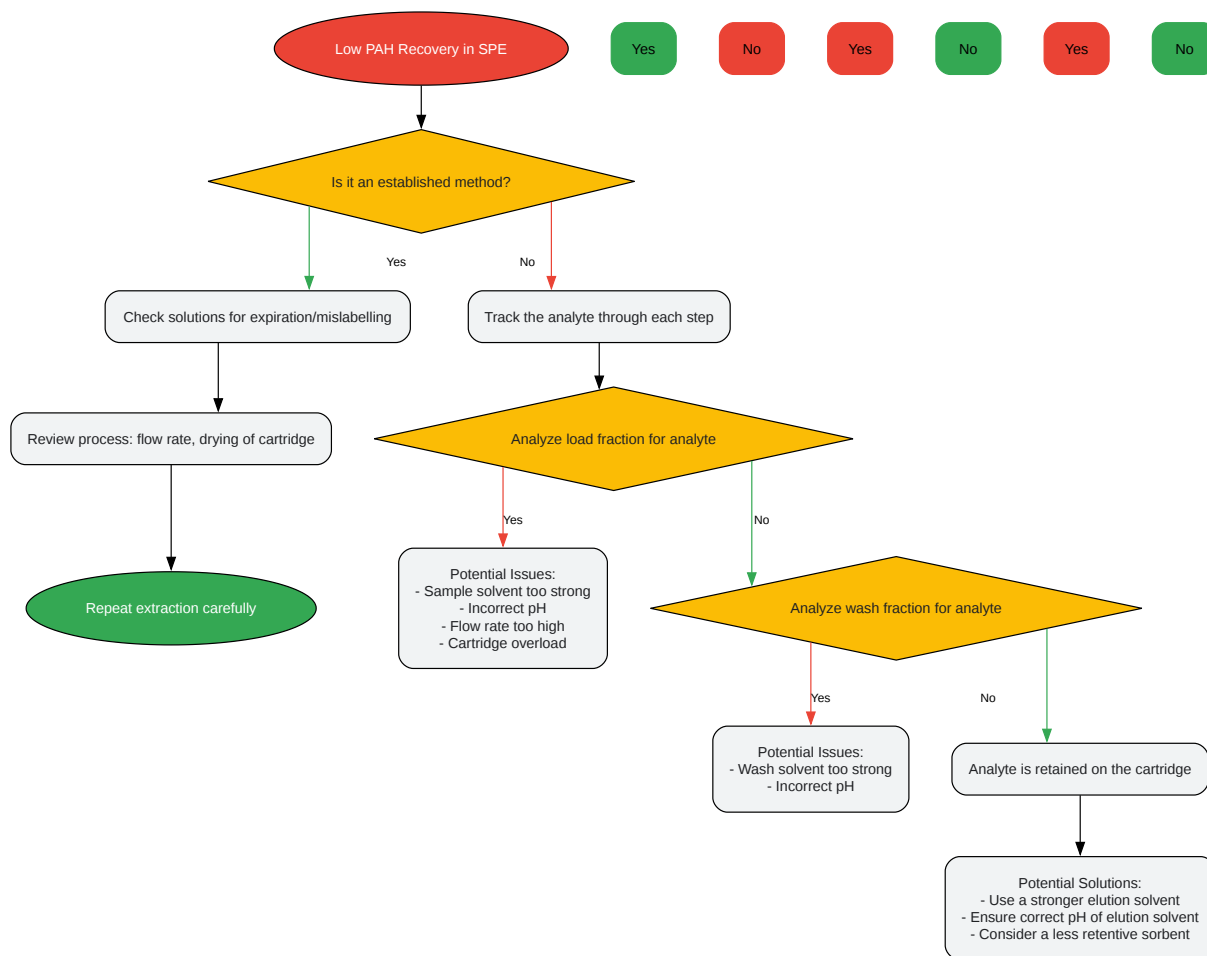 Low PAH Recovery in SPE
Yes
No
Yes
No
Yes
No
Is it an established method?
Yes
No
Check solutions for expiration/mislabelling
Track the analyte through each step
Review process: flow rate, drying of cartridge
Analyze load fraction for analyte
Yes
No
Potential Issues:
- Sample solvent too strong
- Incorrect pH
- Flow rate too high
- Cartridge overload
Repeat extraction carefully
Analyze wash fraction for analyte
Yes
No
Potential Issues:
- Wash solvent too strong
- Incorrect pH
Analyte is retained on the cartridge
Potential Solutions:
- Use a stronger elution solvent
- Ensure correct pH of elution solvent
- Consider a less retentive sorbent